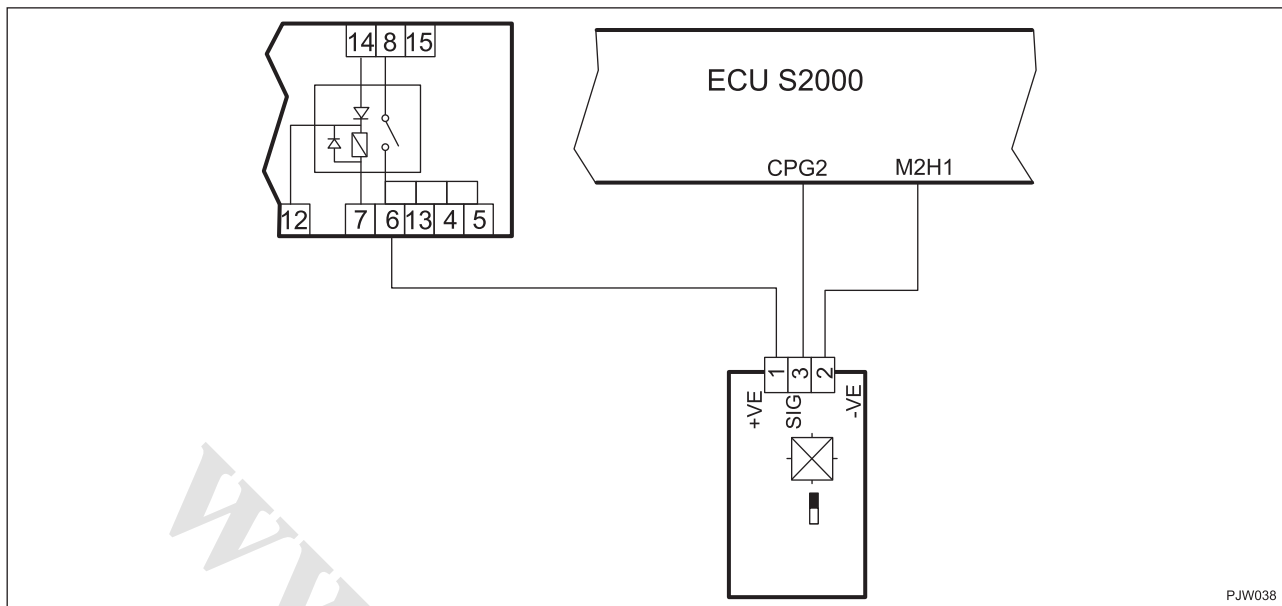 14 8 15
ECU S2000
CPG2 M2H1
12 7 6 13 4 5
1 3 2
+VE SIG -VE
PJW038